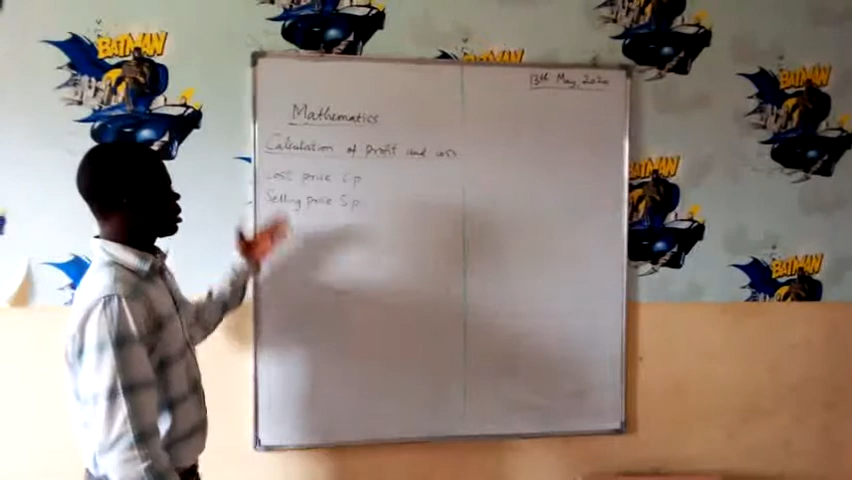 13th May, 2020
Mathematics
Calculation of profit and loss
Cost price C.p
Selling price S.p
BATMAN
BATMAN
BATMAN
BATMAN
BATMAN